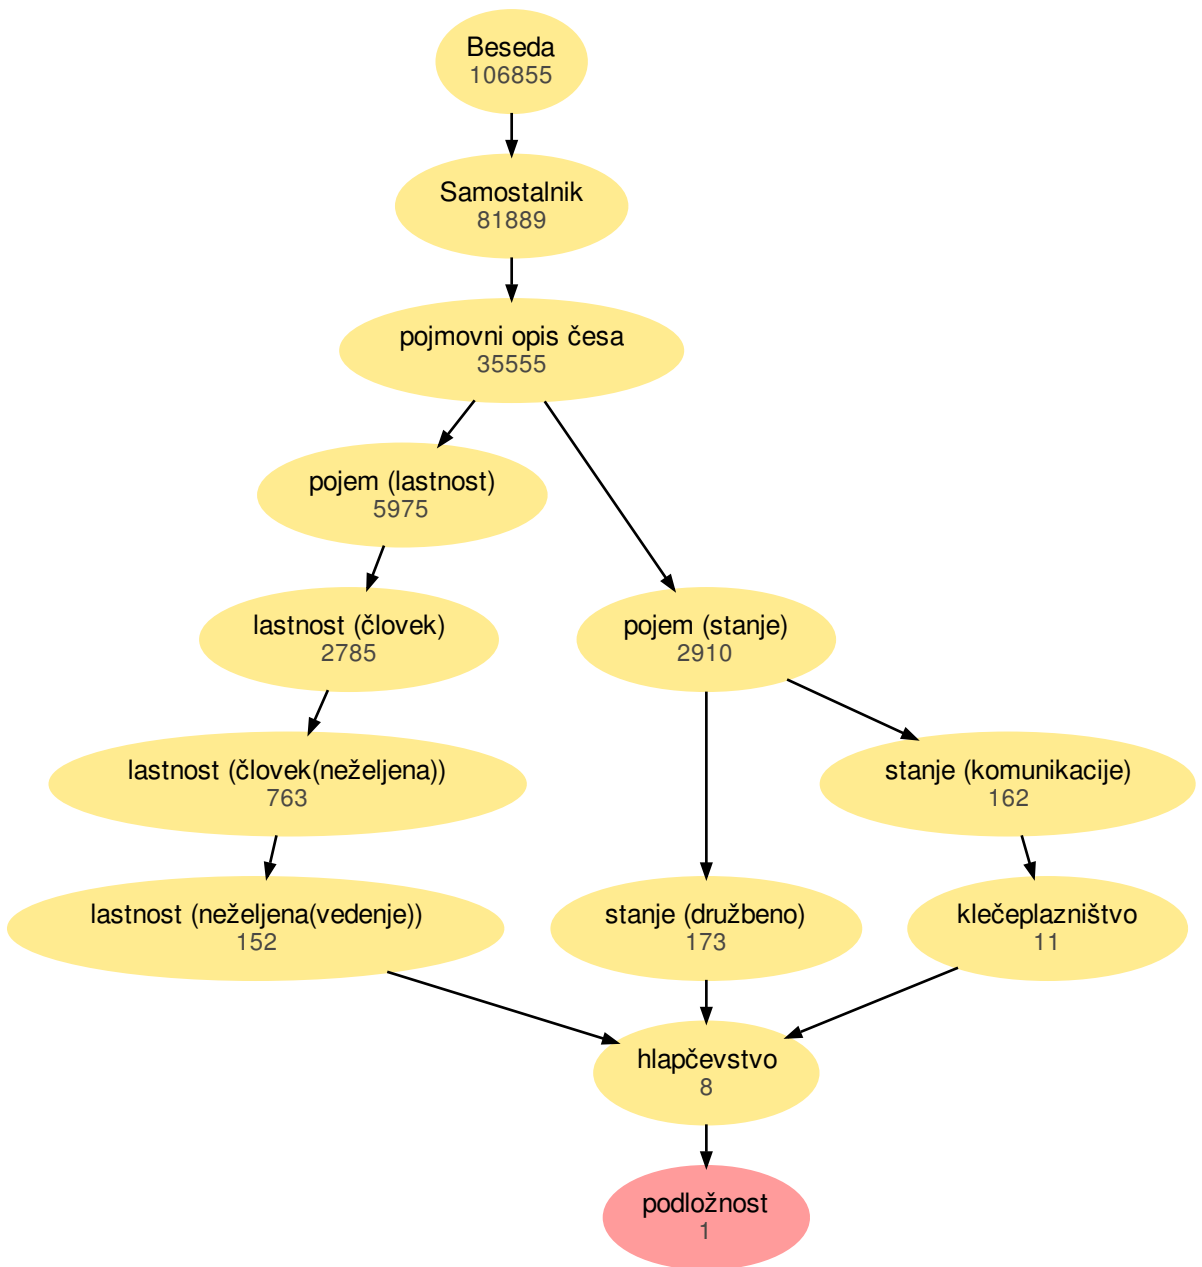 Beseda
106855
Samostalnik
81889
pojmovni opis česa
35555
pojem (lastnost)
5975
lastnost (človek)
2785
pojem (stanje)
2910
lastnost (človek(neželjena))
763
stanje (komunikacije)
162
lastnost (neželjena(vedenje))
152
stanje (družbeno)
173
klečeplazništvo
11
hlapčevstvo
8
podložnost
1